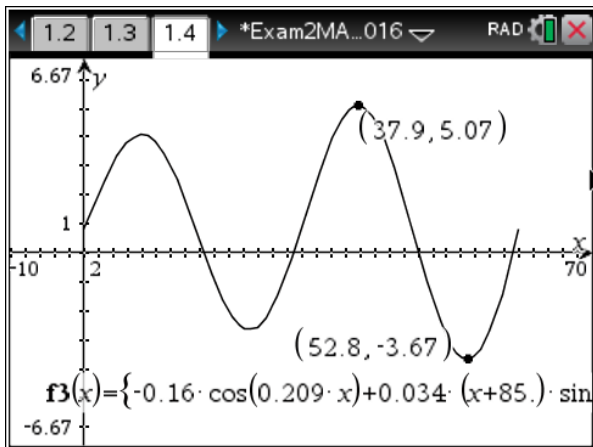 1.2 1.3 1.4 *Exam2MA…016 RAD
6.67 y
(37.9, 5.07)
1
x
-10 2 70
(52.8, -3.67)
f3(x)={-0.16· cos(0.209· x)+0.034· (x+85.)· sin
-6.67